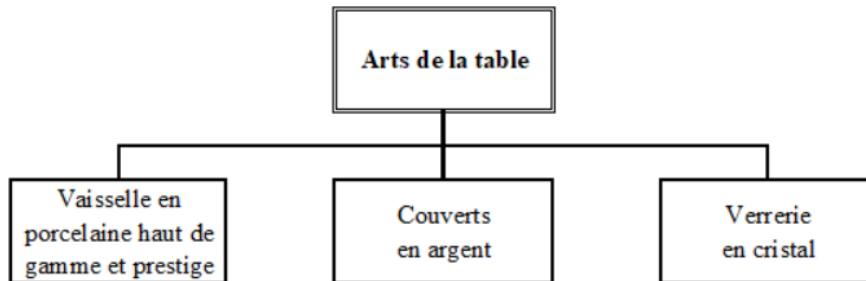 Arts de la table
Vaisselle en
porcelaine haut de
gamme et prestige
Couverts
en argent
Verrerie
en cristal